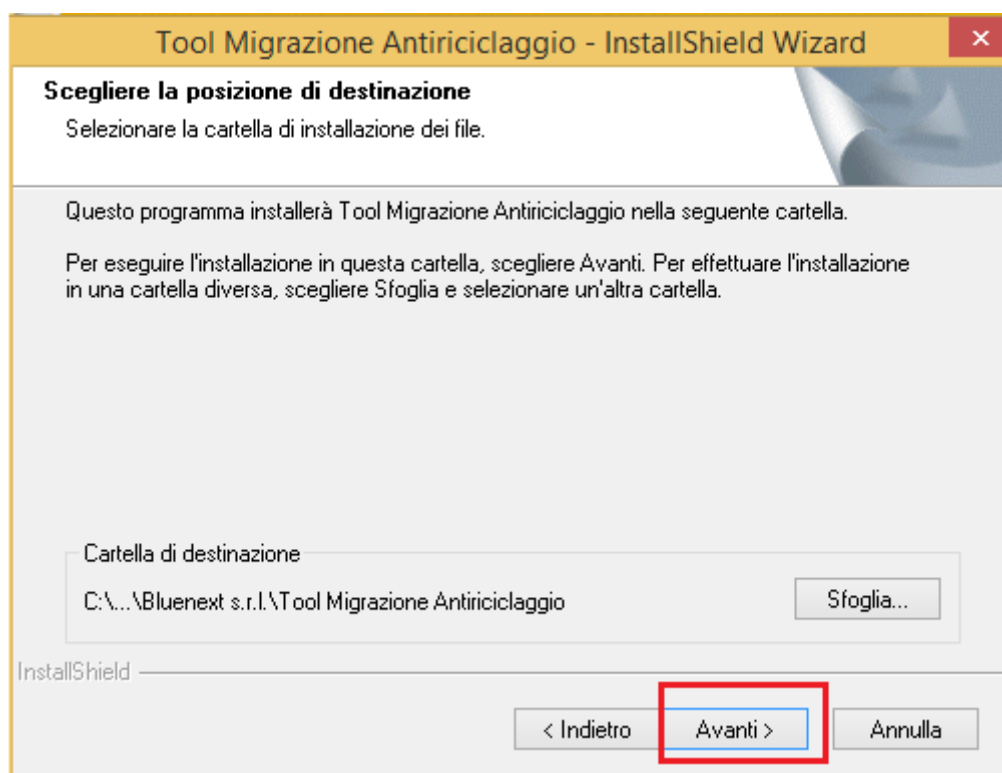 Tool Migrazione Antiriciclaggio - InstallShield Wizard
Scegliere la posizione di destinazione
Selezionare la cartella di installazione dei file.
Questo programma installerà Tool Migrazione Antiriciclaggio nella seguente cartella.
Per eseguire l'installazione in questa cartella, scegliere Avanti. Per effettuare l'installazione
in una cartella diversa, scegliere Sfoglia e selezionare un'altra cartella.
Cartella di destinazione
C:\...\Bluenext s.r.l.\Tool Migrazione Antiriciclaggio
Sfoglia...
InstallShield
< Indietro
Avanti >
Annulla